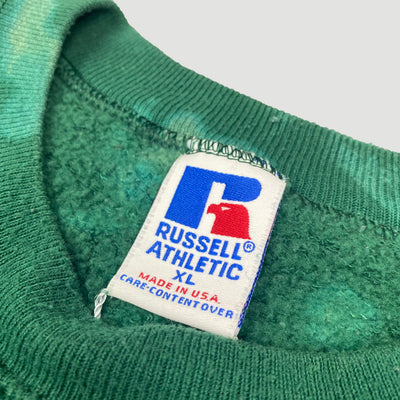 R
RUSSELL®
ATHLETIC
XL
MADE IN U.S.A.
CARE-CONTENT OVER